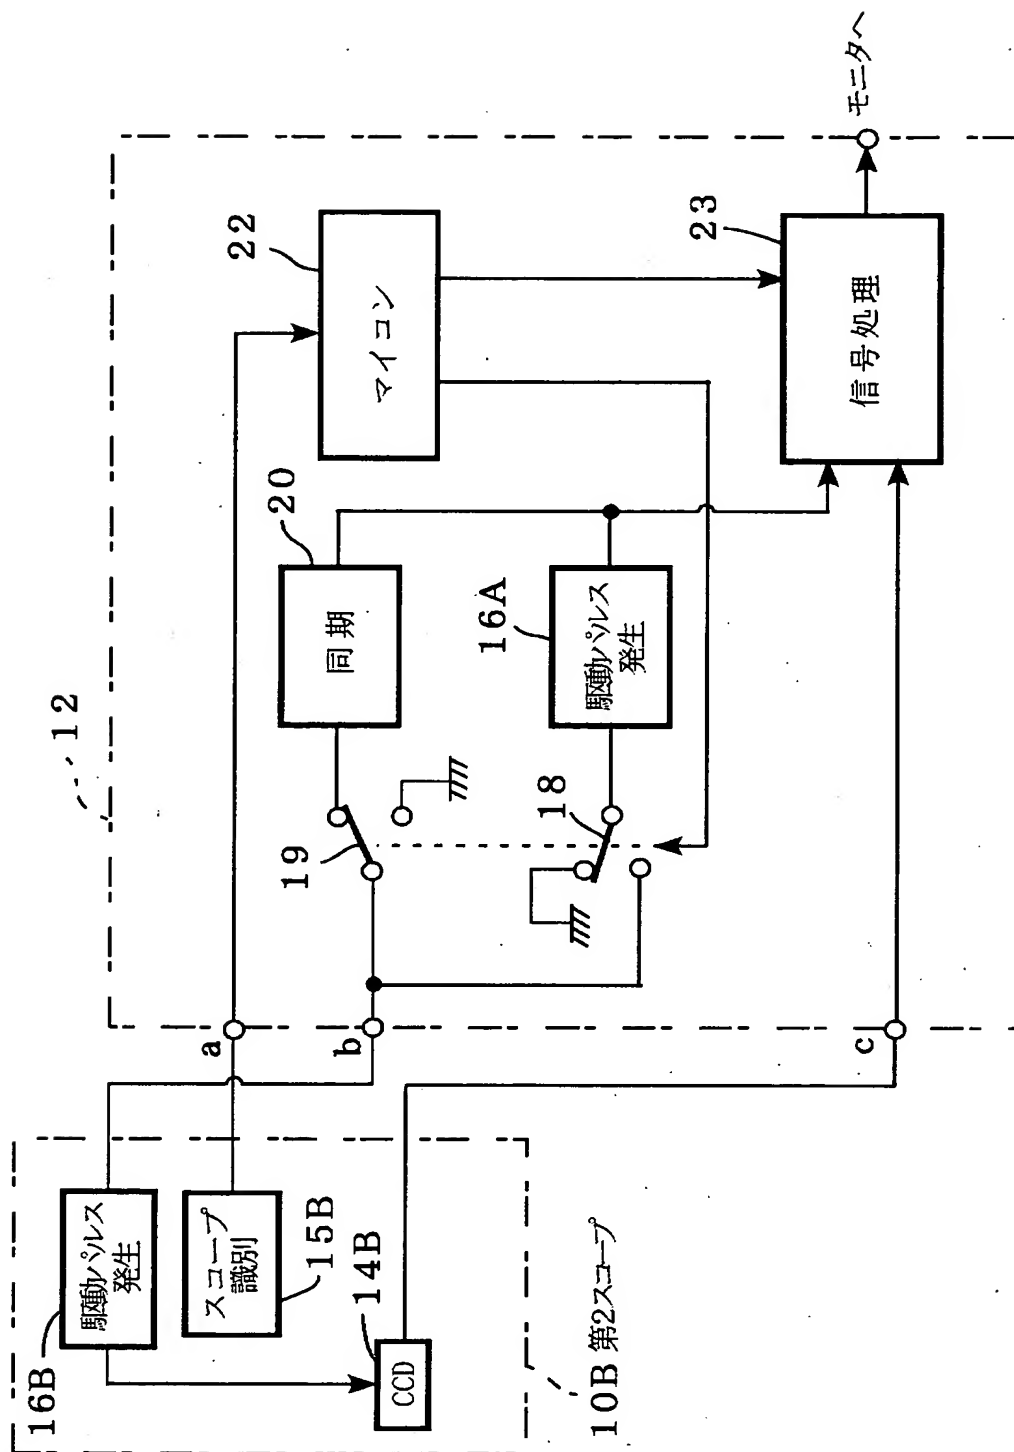 16B
駆動パルス
発生
スコープ
識別
15B
14B
CCD
10B 第2スコープ
a
b
c
12
19
20
同期
18
16A
駆動パルス
発生
22
マイコン
23
信号処理
モニタへ